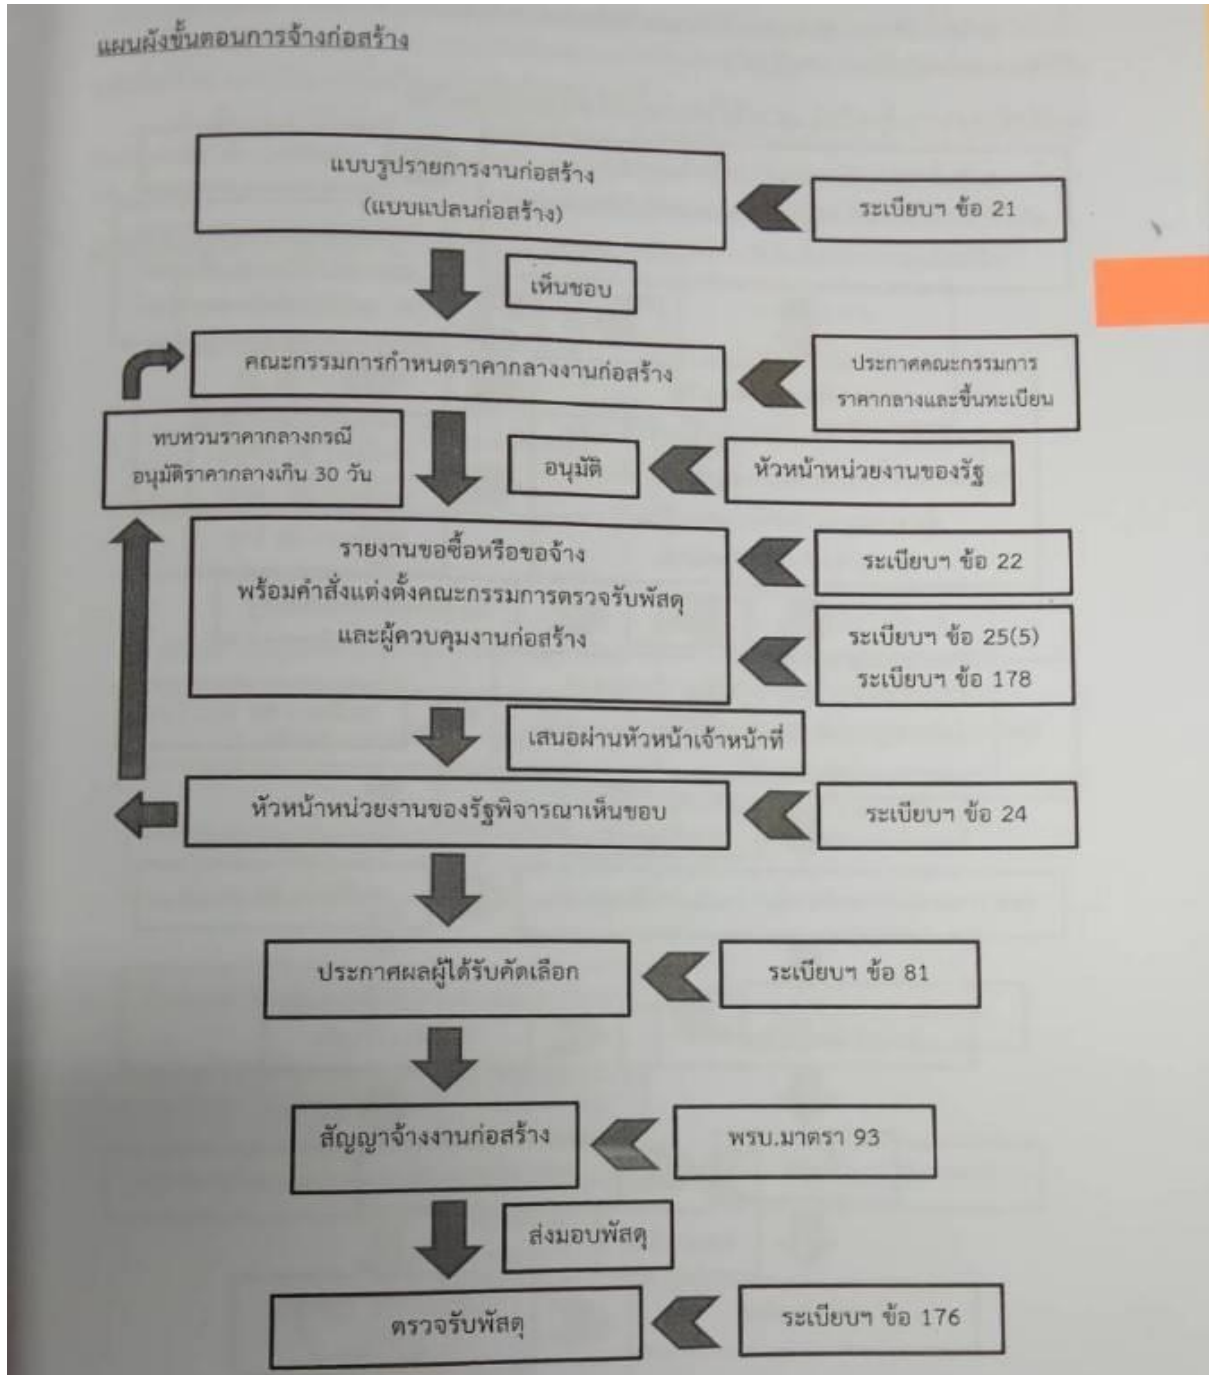 แผนผังขั้นตอนการจ้างก่อสร้าง
แบบรูปรายการงานก่อสร้าง
(แบบแปลนก่อสร้าง)
ระเบียบฯ ข้อ 21
เห็นชอบ
คณะกรรมการกำหนดราคากลางงานก่อสร้าง
ประกาศคณะกรรมการ
ราคากลางและขึ้นทะเบียน
ทบทวนราคากลางกรณี
อนุมัติราคากลางเกิน 30 วัน
อนุมัติ
หัวหน้าหน่วยงานของรัฐ
รายงานขอซื้อหรือขอจ้าง
พร้อมคำสั่งแต่งตั้งคณะกรรมการตรวจรับพัสดุ
และผู้ควบคุมงานก่อสร้าง
ระเบียบฯ ข้อ 22
ระเบียบฯ ข้อ 25(5)
ระเบียบฯ ข้อ 178
เสนอผ่านหัวหน้าเจ้าหน้าที่
หัวหน้าหน่วยงานของรัฐพิจารณาเห็นชอบ
ระเบียบฯ ข้อ 24
ประกาศผลผู้ได้รับคัดเลือก
ระเบียบฯ ข้อ 81
สัญญาจ้างงานก่อสร้าง
พรบ.มาตรา 93
ส่งมอบพัสดุ
ตรวจรับพัสดุ
ระเบียบฯ ข้อ 176